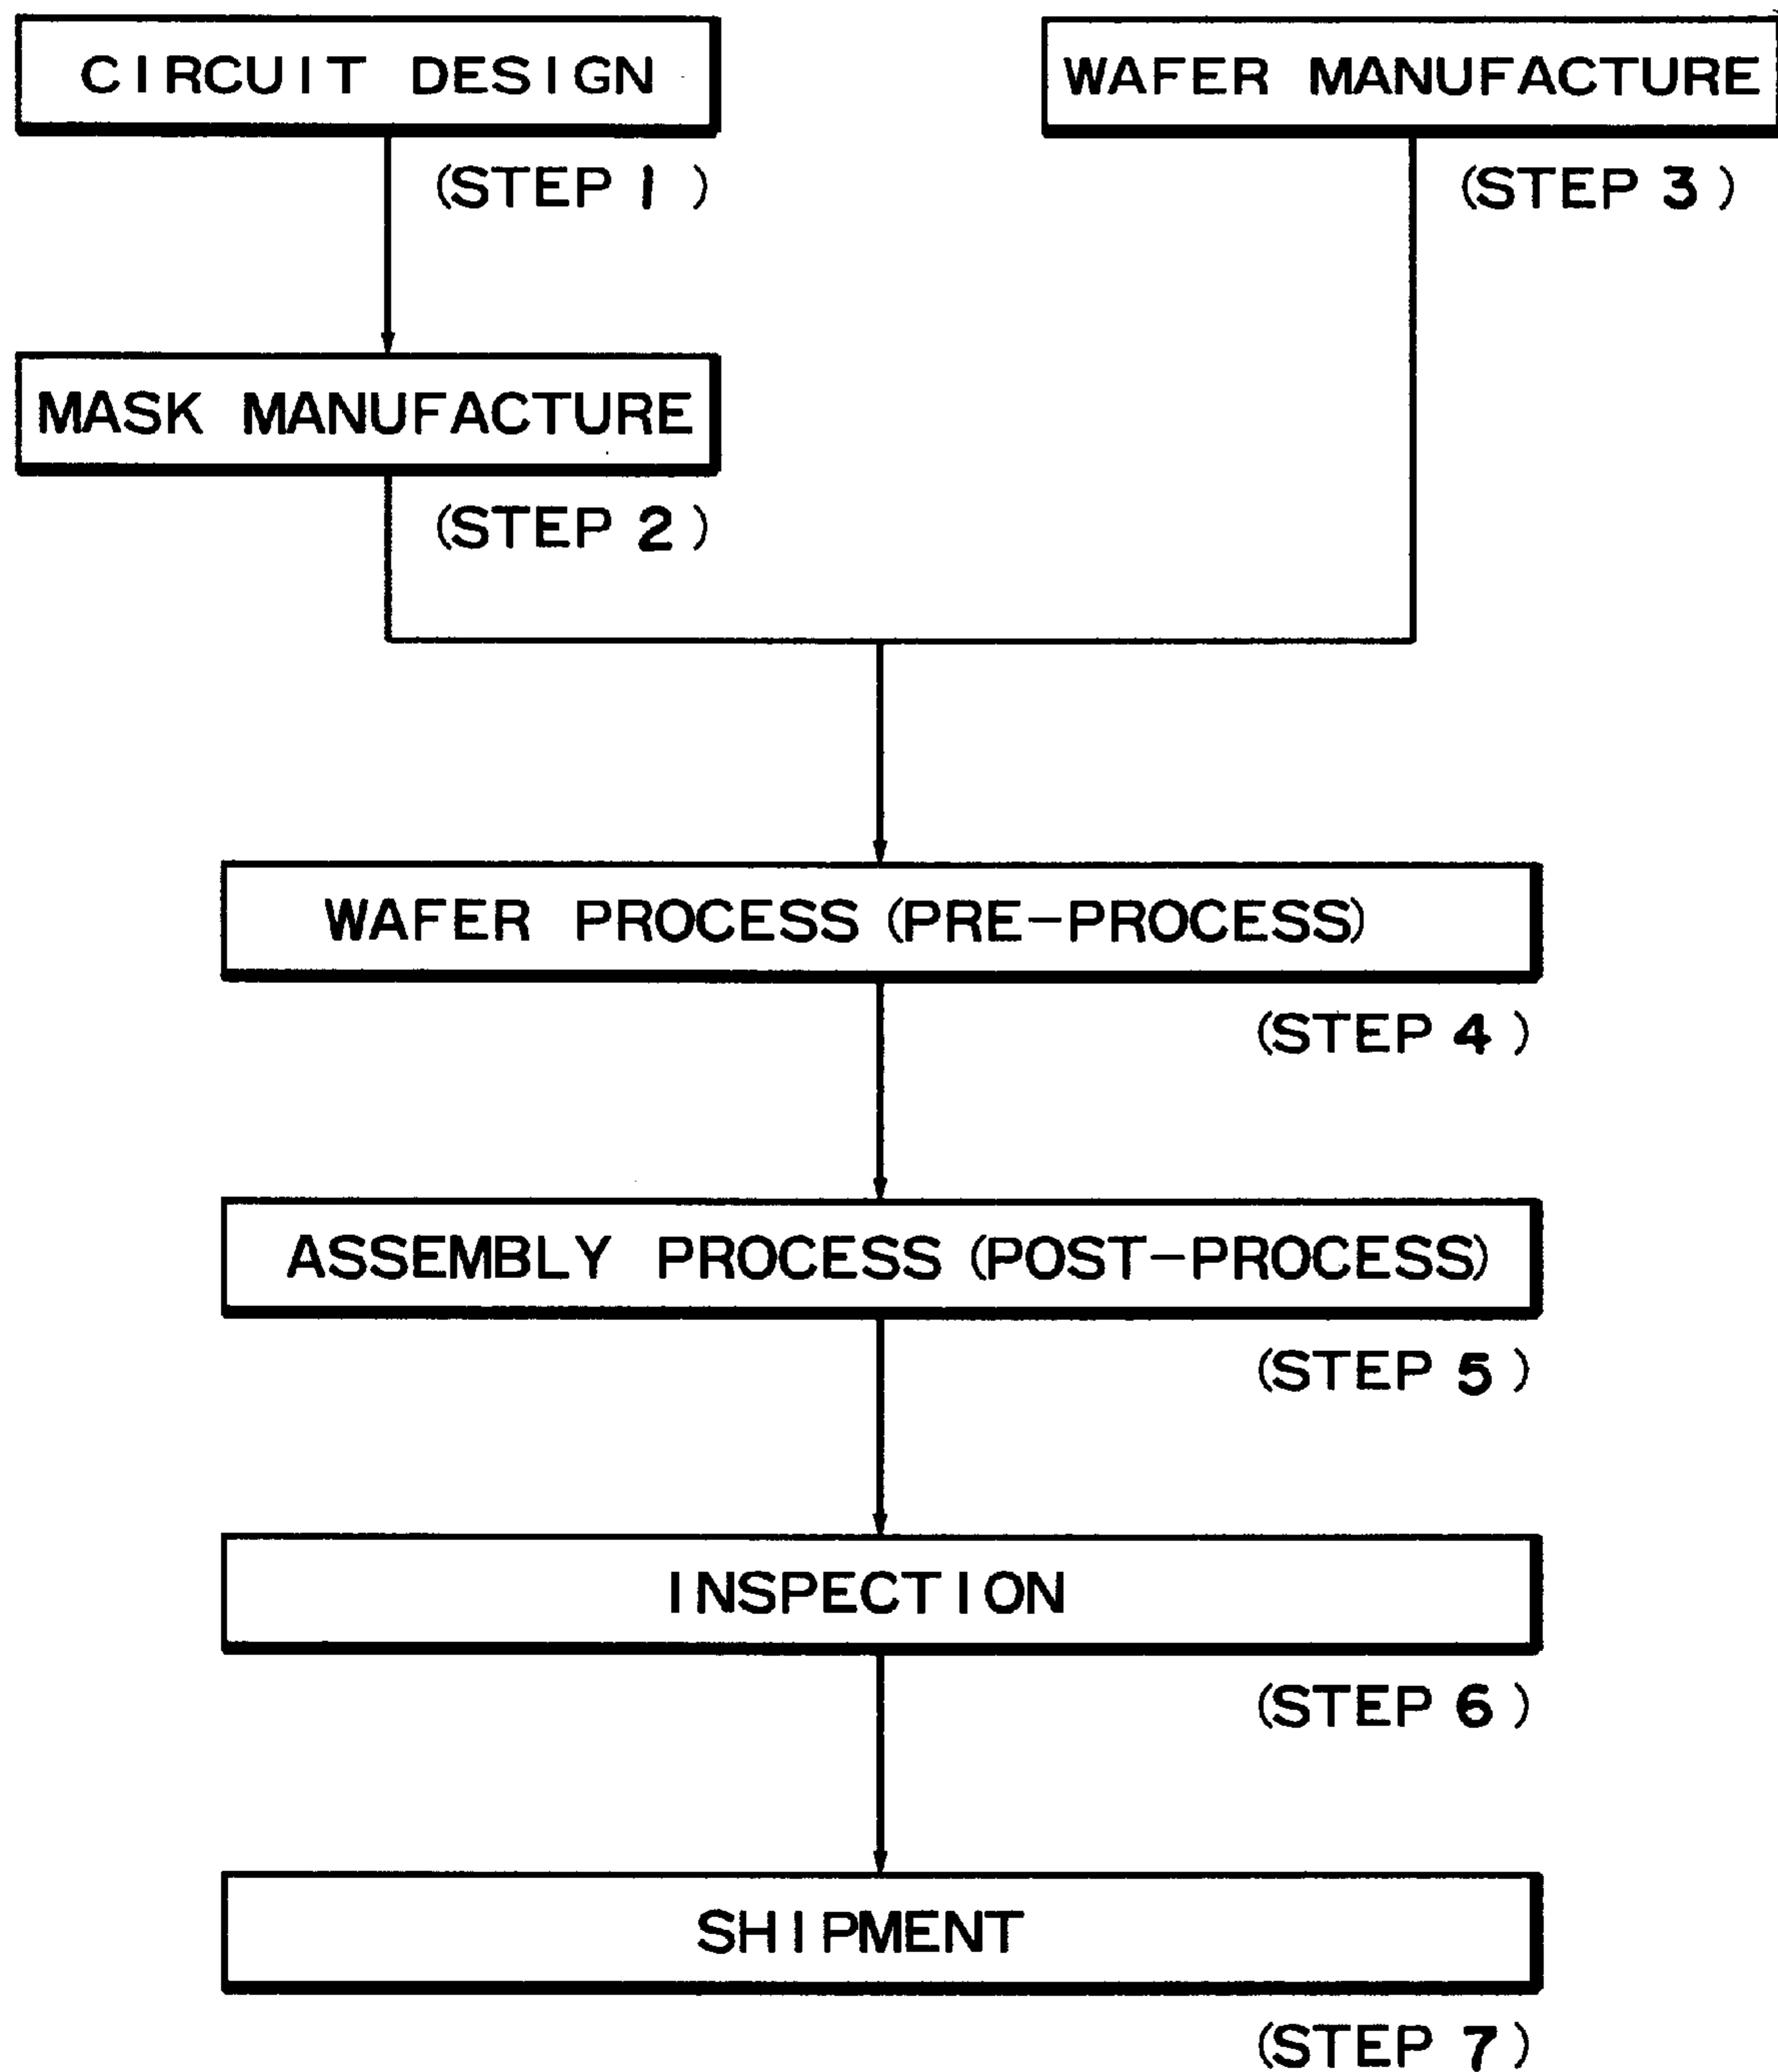 CIRCUIT DESIGN
(STEP 1)
WAFER MANUFACTURE
(STEP 3)
MASK MANUFACTURE
(STEP 2)
WAFER PROCESS (PRE-PROCESS)
(STEP 4)
ASSEMBLY PROCESS (POST-PROCESS)
(STEP 5)
INSPECTION
(STEP 6)
SHIPMENT
(STEP 7)